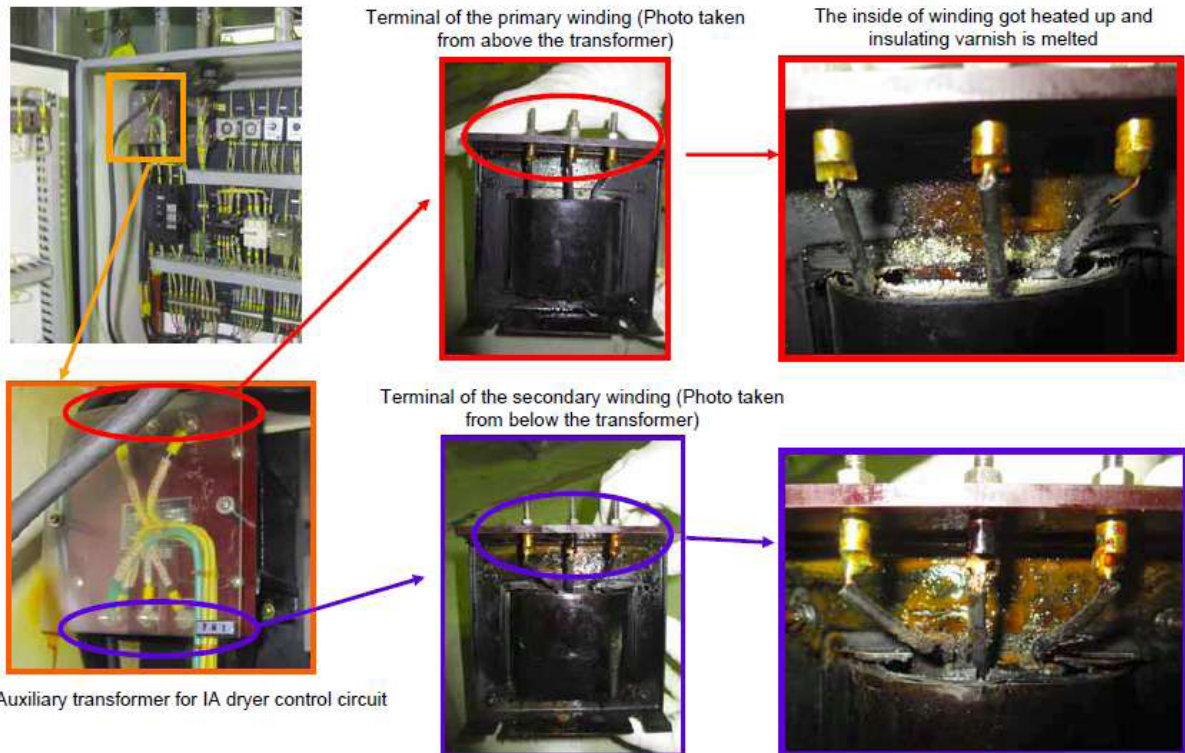 Terminal of the primary winding (Photo taken
from above the transformer)
The inside of winding got heated up and
insulating varnish is melted
Terminal of the secondary winding (Photo taken
from below the transformer)
Auxiliary transformer for IA dryer control circuit